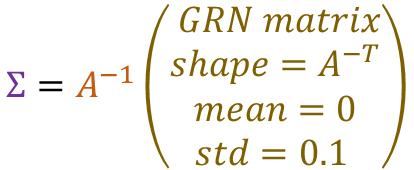 Σ = A⁻¹ ( GRN matrix
shape = A⁻ᵀ
mean = 0
std = 0.1 )